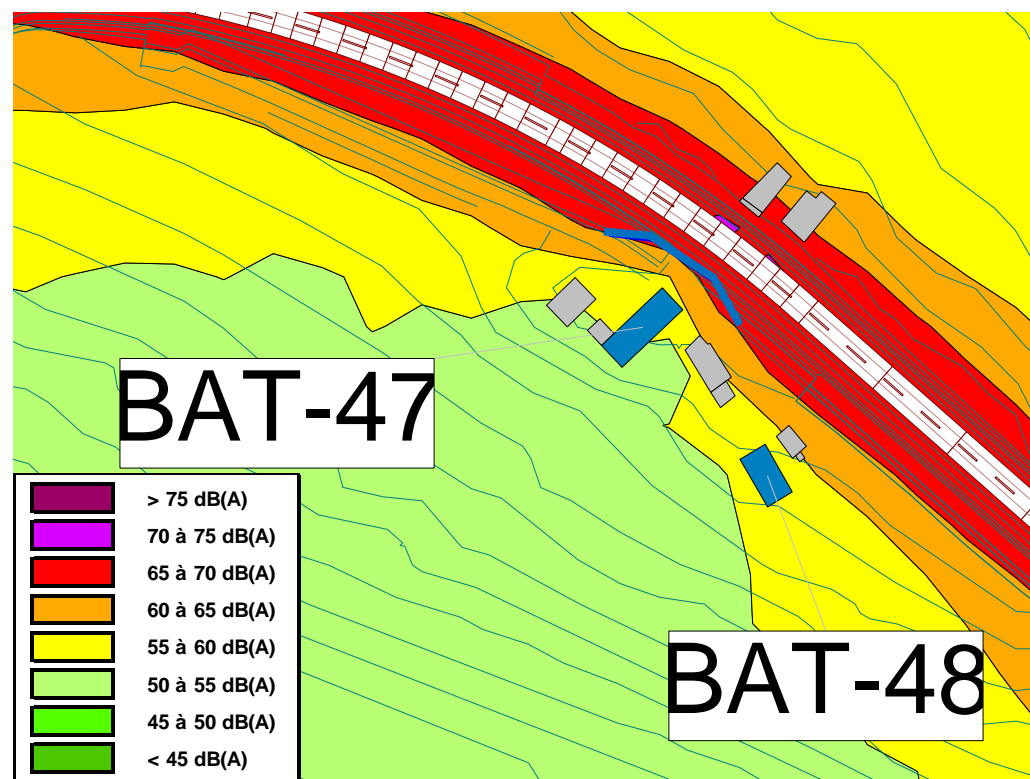 BAT-47
> 75 dB(A)
70 à 75 dB(A)
65 à 70 dB(A)
60 à 65 dB(A)
55 à 60 dB(A)
50 à 55 dB(A)
45 à 50 dB(A)
< 45 dB(A)
BAT-48